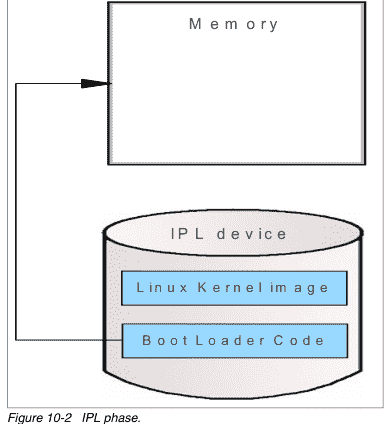 Memory
IPL device
Linux Kernel image
Boot Loader Code
Figure 10-2 IPL phase.